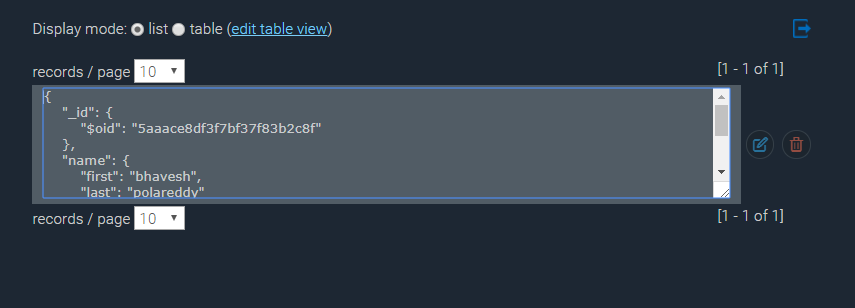 Display mode: list table (edit table view)
records / page 10 [1 - 1 of 1]
{
"_id": {
"$oid": "5aaace8df3f7bf37f83b2c8f"
},
"name": {
"first": "bhavesh",
"last": "polareddy"
records / page 10 [1 - 1 of 1]